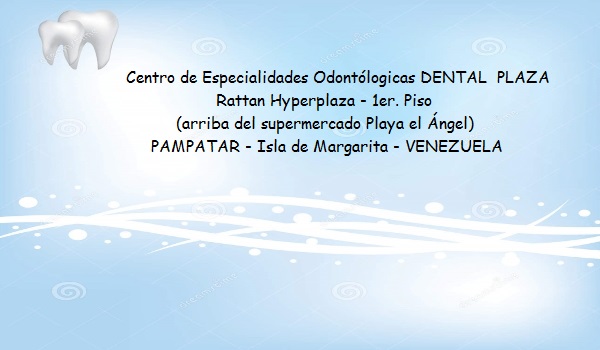 Centro de Especialidades Odontólogicas DENTAL PLAZA
Rattan Hyperplaza - 1er. Piso
(arriba del supermercado Playa el Ángel)
PAMPATAR - Isla de Margarita - VENEZUELA